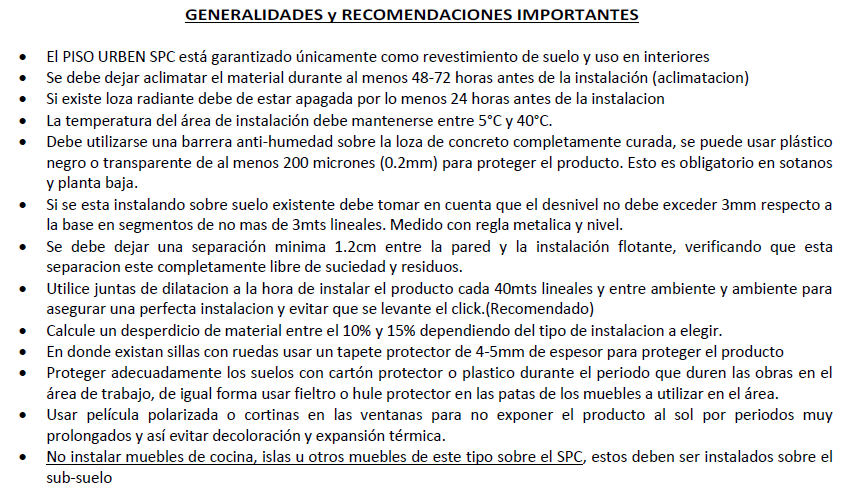 GENERALIDADES y RECOMENDACIONES IMPORTANTES
• El PISO URBEN SPC está garantizado únicamente como revestimiento de suelo y uso en interiores
• Se debe dejar aclimatar el material durante al menos 48-72 horas antes de la instalación (aclimatacion)
• Si existe loza radiante debe de estar apagada por lo menos 24 horas antes de la instalacion
• La temperatura del área de instalación debe mantenerse entre 5°C y 40°C.
• Debe utilizarse una barrera anti-humedad sobre la loza de concreto completamente curada, se puede usar plástico
negro o transparente de al menos 200 micrones (0.2mm) para proteger el producto. Esto es obligatorio en sotanos
y planta baja.
• Si se esta instalando sobre suelo existente debe tomar en cuenta que el desnivel no debe exceder 3mm respecto a
la base en segmentos de no mas de 3mts lineales. Medido con regla metalica y nivel.
• Se debe dejar una separación minima 1.2cm entre la pared y la instalación flotante, verificando que esta
separacion este completamente libre de suciedad y residuos.
• Utilice juntas de dilatacion a la hora de instalar el producto cada 40mts lineales y entre ambiente y ambiente para
asegurar una perfecta instalacion y evitar que se levante el click.(Recomendado)
• Calcule un desperdicio de material entre el 10% y 15% dependiendo del tipo de instalacion a elegir.
• En donde existan sillas con ruedas usar un tapete protector de 4-5mm de espesor para proteger el producto
• Proteger adecuadamente los suelos con cartón protector o plastico durante el periodo que duren las obras en el
área de trabajo, de igual forma usar fieltro o hule protector en las patas de los muebles a utilizar en el área.
• Usar película polarizada o cortinas en las ventanas para no exponer el producto al sol por periodos muy
prolongados y así evitar decoloración y expansión térmica.
• No instalar muebles de cocina, islas u otros muebles de este tipo sobre el SPC, estos deben ser instalados sobre el
sub-suelo